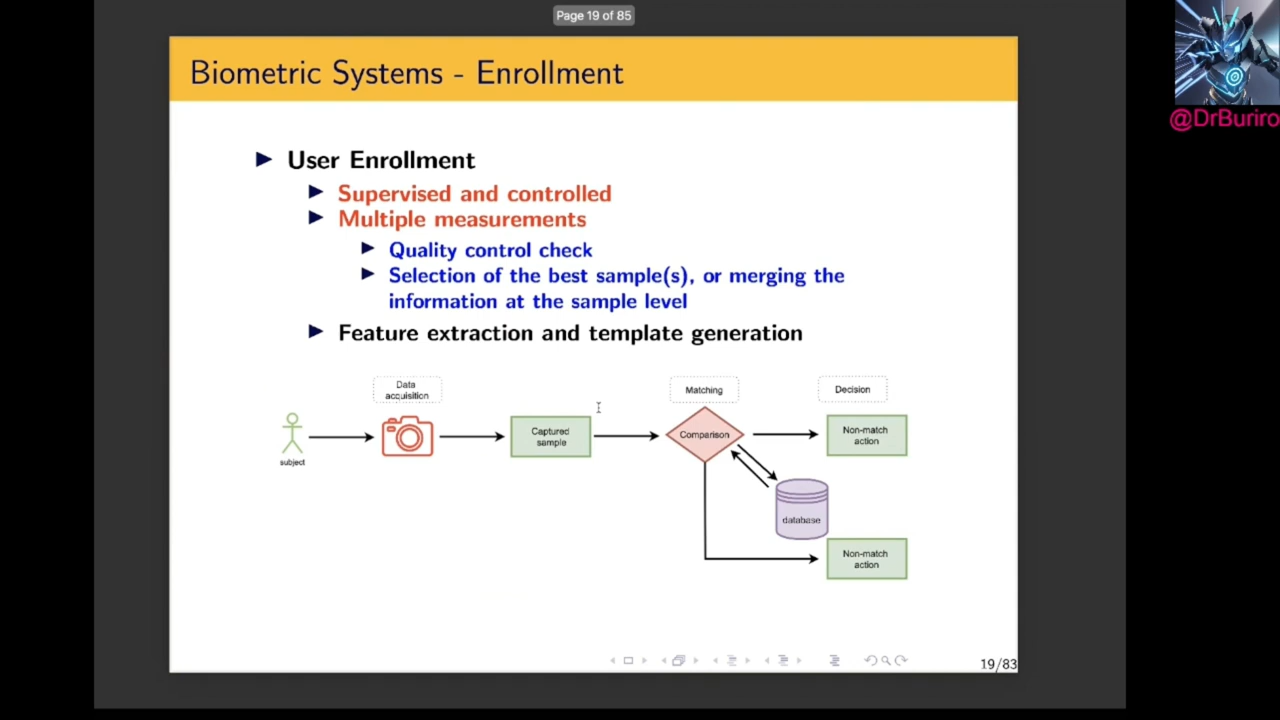 Page 19 of 85
@DrBuriro
Biometric Systems - Enrollment
User Enrollment
Supervised and controlled
Multiple measurements
Quality control check
Selection of the best sample(s), or merging the
information at the sample level
Feature extraction and template generation
Data
acquisition
Matching
Decision
subject
Captured
sample
Comparison
Non-match
action
database
Non-match
action
19/83